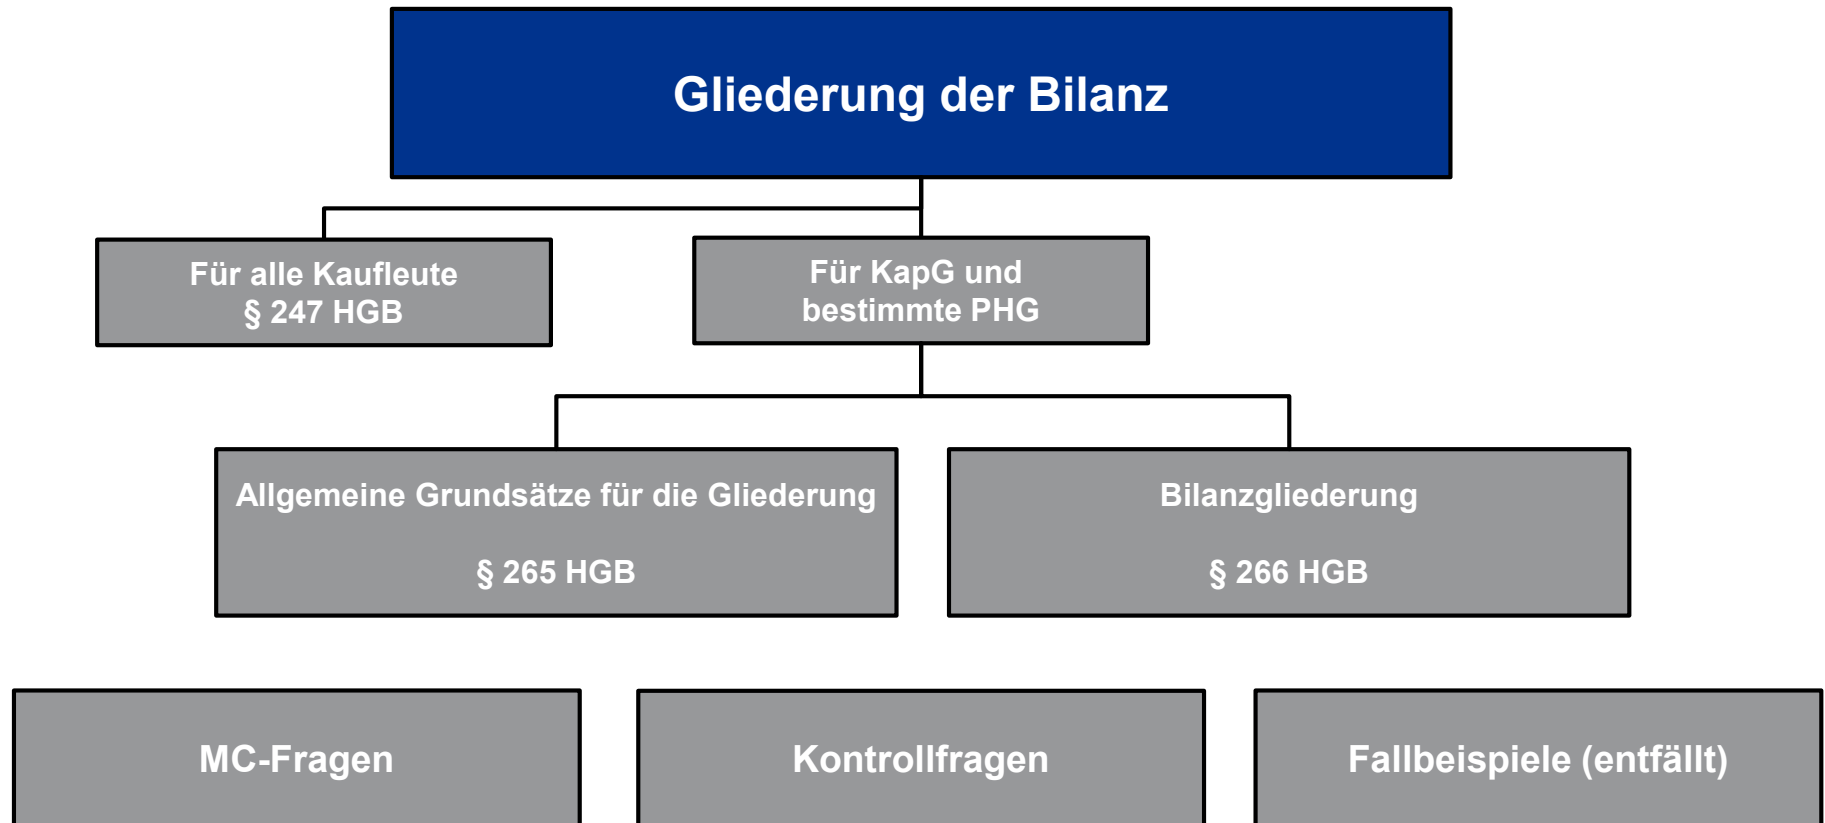 Gliederung der Bilanz
Für alle Kaufleute
§ 247 HGB
Für KapG und
bestimmte PHG
Allgemeine Grundsätze für die Gliederung
§ 265 HGB
Bilanzgliederung
§ 266 HGB
MC-Fragen
Kontrollfragen
Fallbeispiele (entfällt)